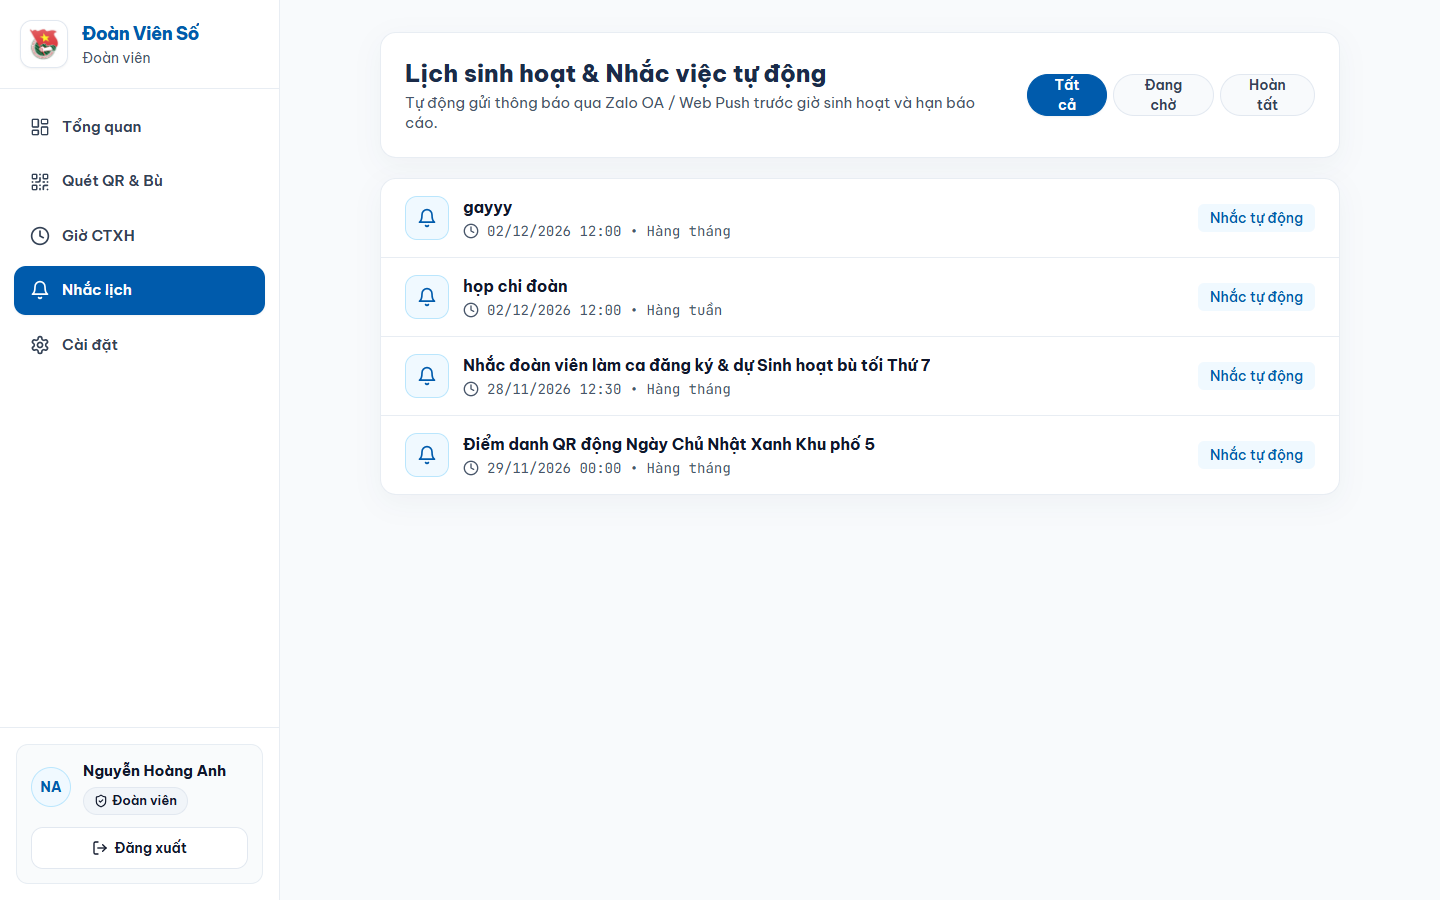 Đoàn Viên Số
Đoàn viên
Tổng quan
Quét QR & Bù
Giờ CTXH
Nhắc lịch
Cài đặt
Nguyễn Hoàng Anh
NA
Đoàn viên
Đăng xuất
Lịch sinh hoạt & Nhắc việc tự động
Tự động gửi thông báo qua Zalo OA / Web Push trước giờ sinh hoạt và hạn báo
cáo.
Tất
cả
Đang
chờ
Hoàn
tất
gayyy
02/12/2026 12:00 • Hàng tháng
Nhắc tự động
họp chi đoàn
02/12/2026 12:00 • Hàng tuần
Nhắc tự động
Nhắc đoàn viên làm ca đăng ký & dự Sinh hoạt bù tối Thứ 7
28/11/2026 12:30 • Hàng tháng
Nhắc tự động
Điểm danh QR động Ngày Chủ Nhật Xanh Khu phố 5
29/11/2026 00:00 • Hàng tháng
Nhắc tự động